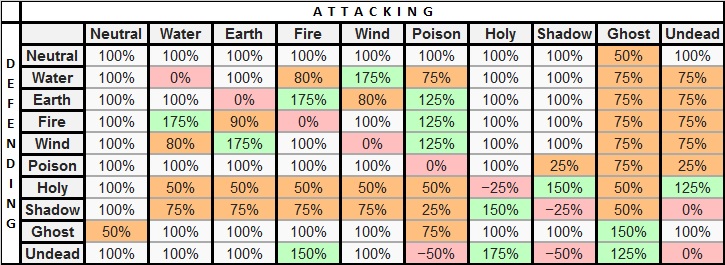 ATTACKING
DEFENDING
Neutral Water Earth Fire Wind Poison Holy Shadow Ghost Undead
Neutral 100% 100% 100% 100% 100% 100% 100% 100% 50% 100%
Water 100% 0% 100% 80% 175% 75% 100% 100% 75% 75%
Earth 100% 100% 0% 175% 80% 125% 100% 100% 75% 75%
Fire 100% 175% 90% 0% 100% 125% 100% 100% 75% 75%
Wind 100% 80% 175% 100% 0% 125% 100% 100% 75% 75%
Poison 100% 100% 100% 100% 100% 0% 100% 25% 75% 25%
Holy 100% 50% 50% 50% 50% 50% −25% 150% 50% 125%
Shadow 100% 75% 75% 75% 75% 25% 150% −25% 50% 0%
Ghost 50% 100% 100% 100% 100% 75% 100% 100% 150% 100%
Undead 100% 100% 100% 150% 100% −50% 175% −50% 125% 0%